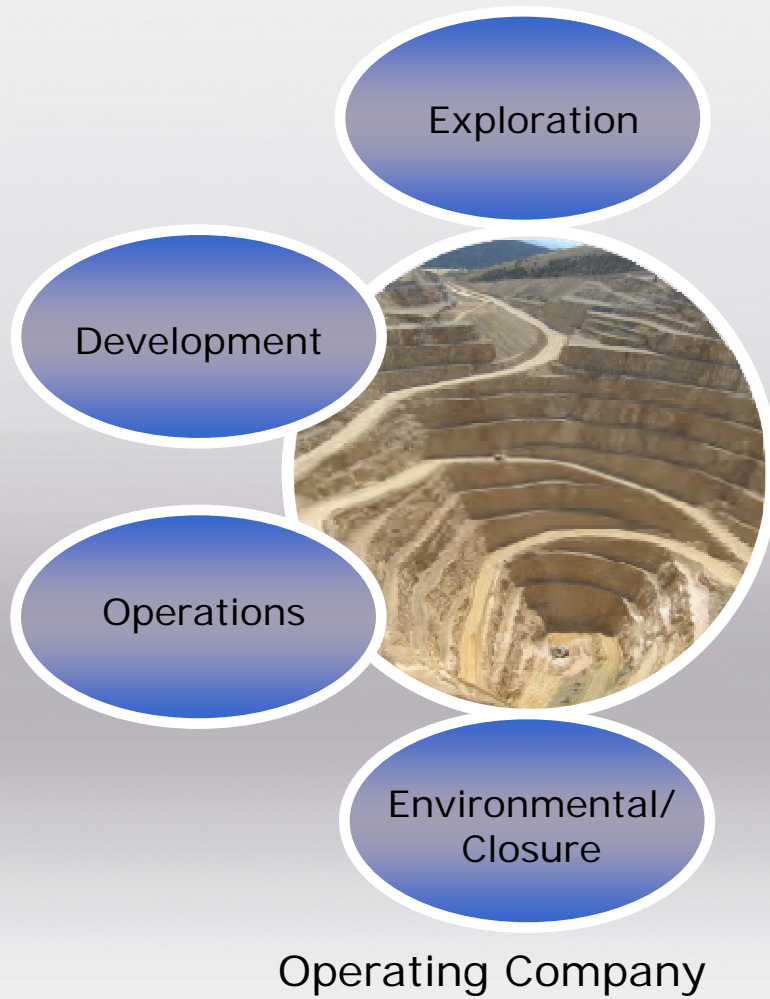 Exploration
Development
Operations
Environmental/
Closure
Operating Company